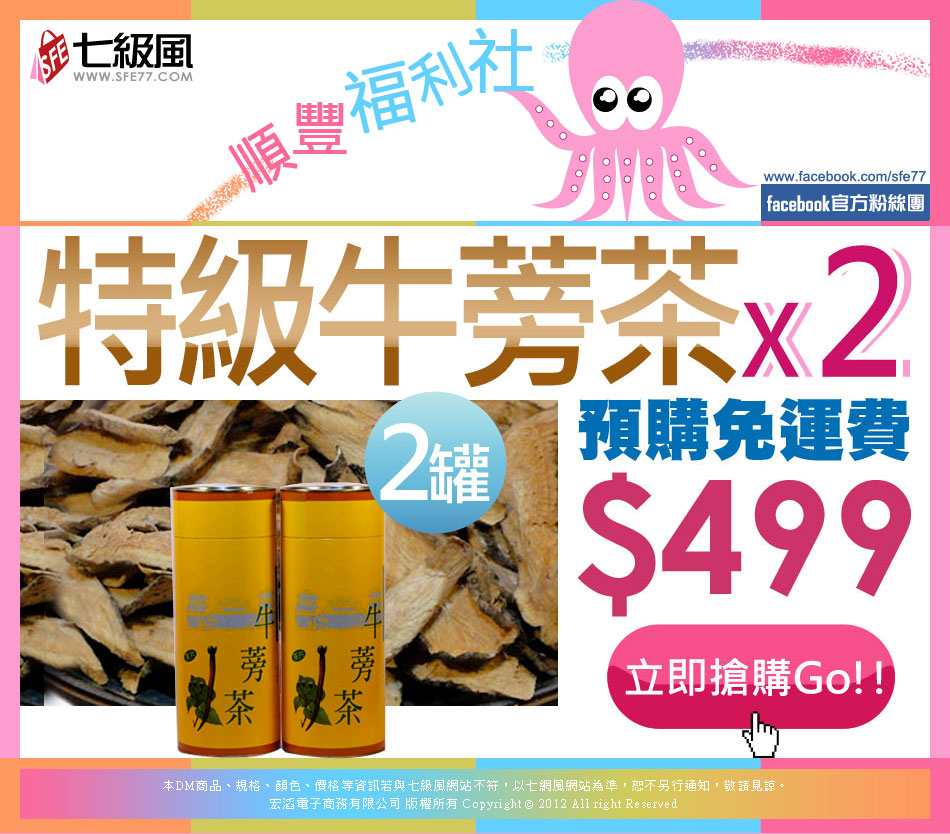 SFE 七級風
WWW.SFE77.COM
順豐福利社
www.facebook.com/sfe77
facebook官方粉絲團
特級牛蒡茶x2
預購免運費
2罐
$499
牛蒡茶
牛蒡茶
立即搶購Go!!
本DM商品、規格、顏色、價格等資訊若與七級風網站不符，以七網風網站為準，恕不另行通知，敬請見諒。
宏滔電子商務有限公司 版權所有 Copyright © 2012 All right Reserved